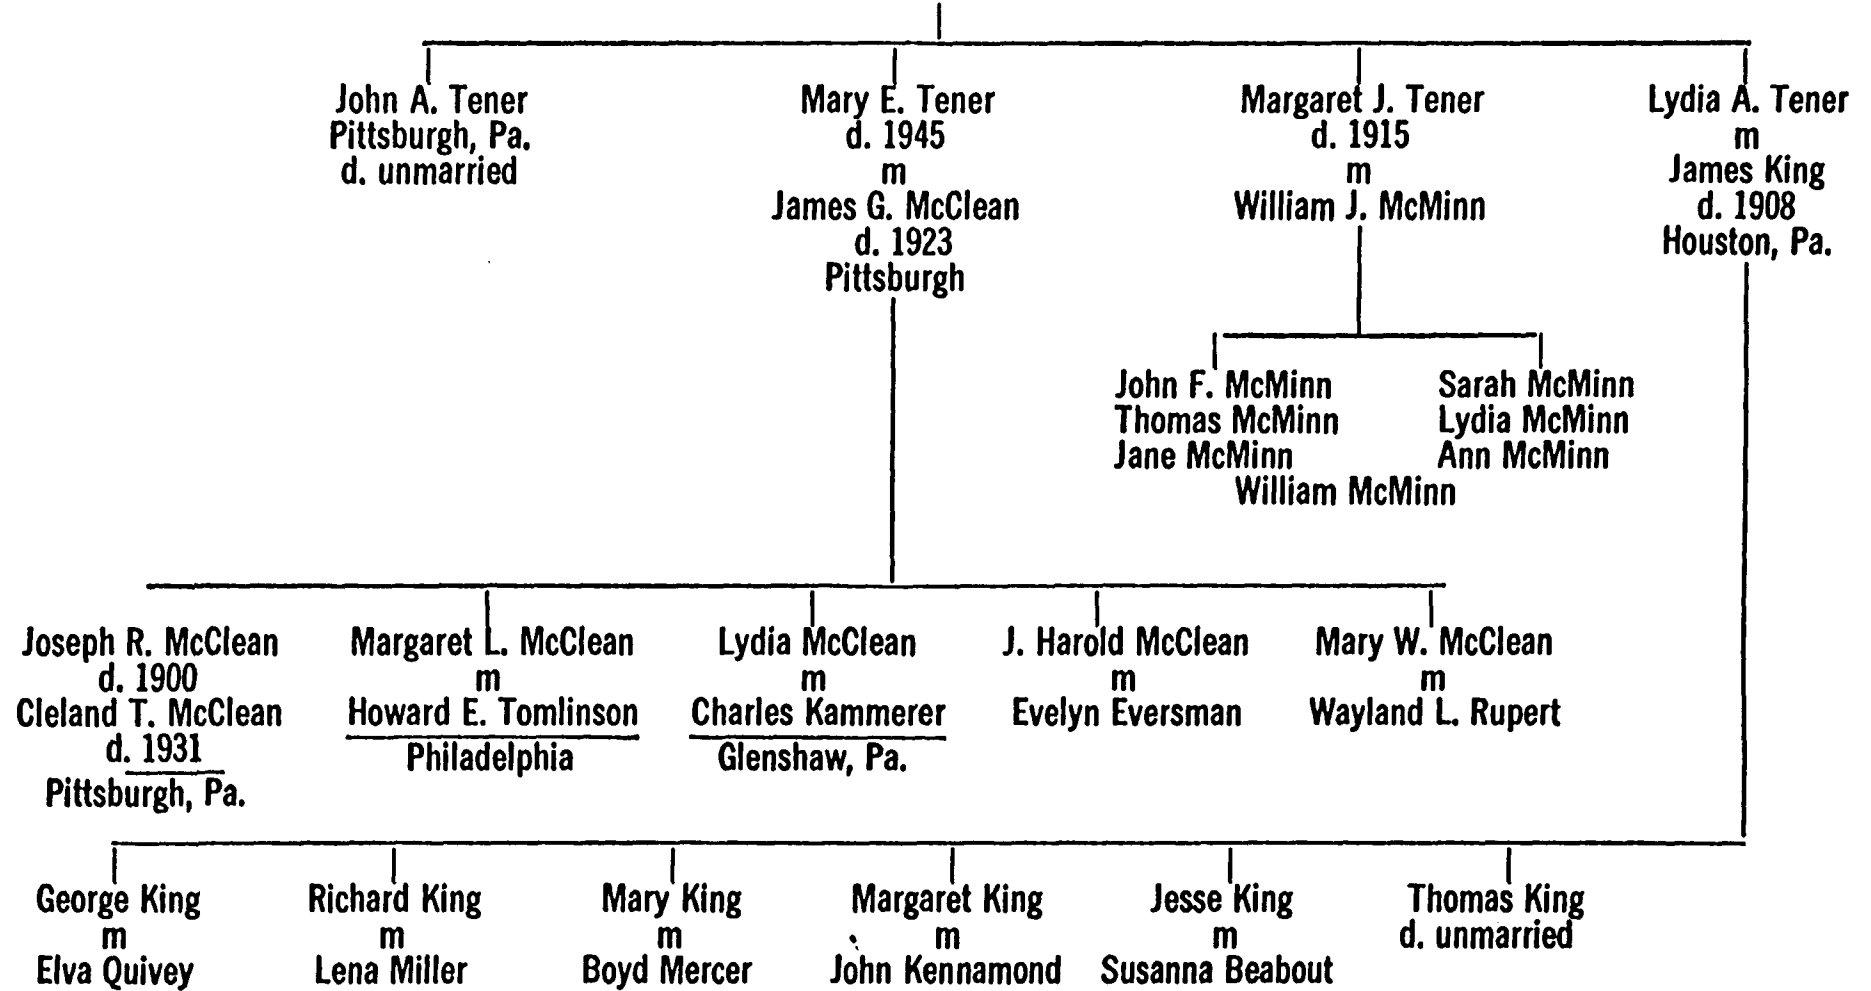 John A. Tener
Pittsburgh, Pa.
d. unmarried
Mary E. Tener
d. 1945
m
James G. McClean
d. 1923
Pittsburgh
Margaret J. Tener
d. 1915
m
William J. McMinn
Lydia A. Tener
m
James King
d. 1908
Houston, Pa.
John F. McMinn
Thomas McMinn
Jane McMinn
Sarah McMinn
Lydia McMinn
Ann McMinn
William McMinn
Joseph R. McClean
d. 1900
Cleland T. McClean
d. 1931
Pittsburgh, Pa.
Margaret L. McClean
m
Howard E. Tomlinson
Philadelphia
Lydia McClean
m
Charles Kammerer
Glenshaw, Pa.
J. Harold McClean
m
Evelyn Eversman
Mary W. McClean
m
Wayland L. Rupert
George King
m
Elva Quivey
Richard King
m
Lena Miller
Mary King
m
Boyd Mercer
Margaret King
m
John Kennamond
Jesse King
m
Susanna Beabout
Thomas King
d. unmarried